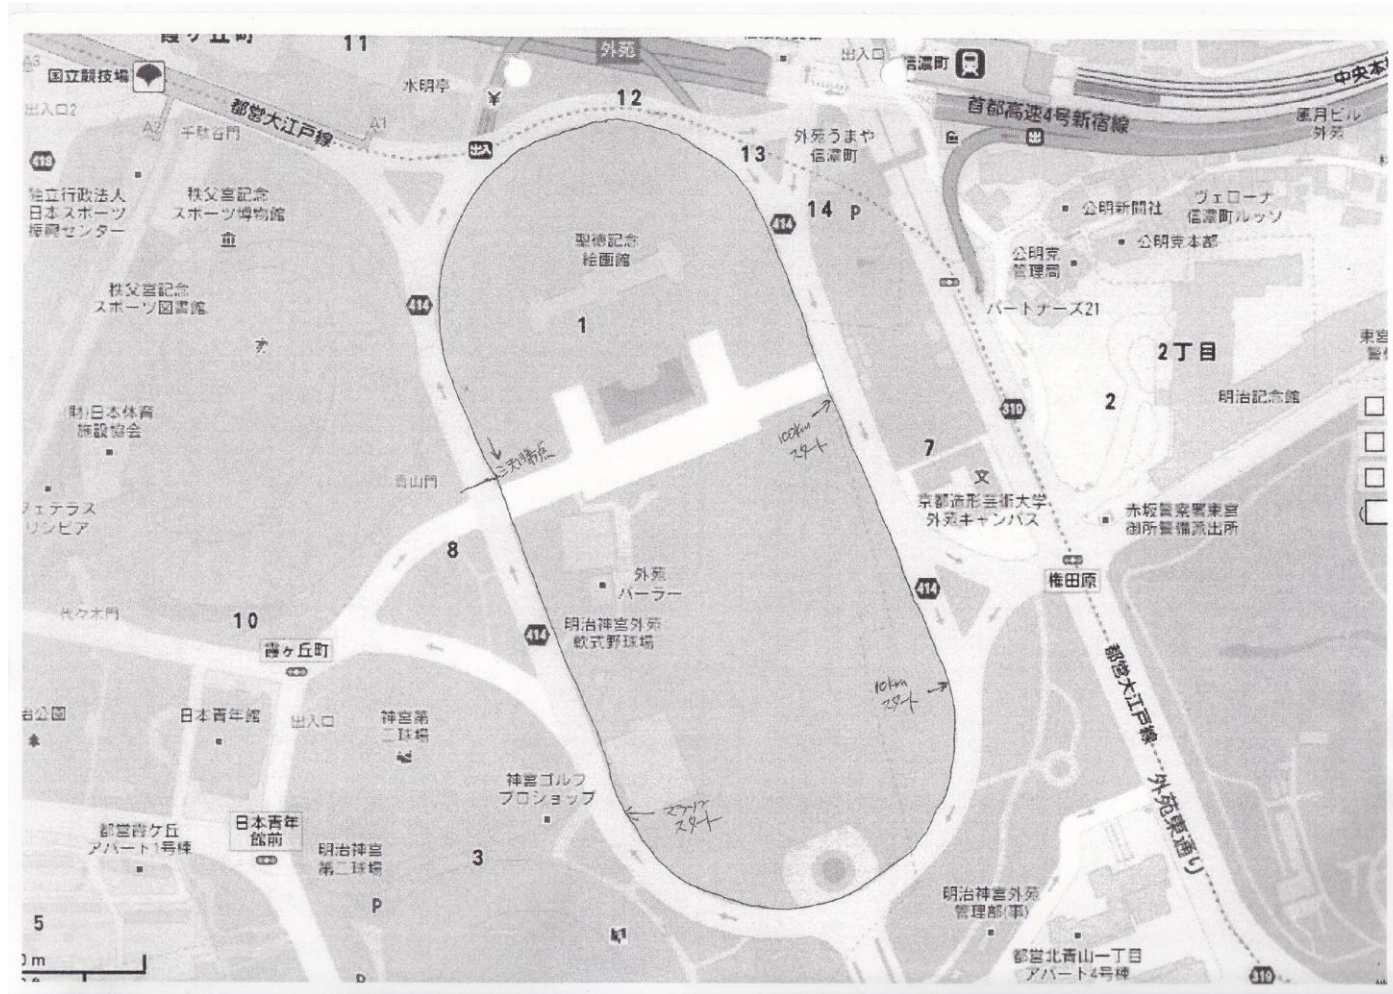 霞ヶ丘町
11
外苑
出入口
信濃町
中央本線
国立競技場
水明亭
12
首都高速4号新宿線
風月ビル
外苑
A3
出入口2
A2
千駄谷門
都営大江戸線
A1
出入
13
外苑うまや
信濃町
出
418
独立行政法人
日本スポーツ
振興センター
秩父宮記念
スポーツ博物館
414
14 P
公明新聞社
ヴェローナ
信濃町ルッソ
公明党本部
聖徳記念
絵画館
公明党
管理局
秩父宮記念
スポーツ図書館
414
パートナーズ21
1
2丁目
東宮
(財)日本体育
施設協会
319
2
明治記念館
100km
スタート
7
青山門
京都造形芸術大学
外苑キャンパス
赤坂警察署東宮
御所警備派出所
8
外苑
パーラー
414
権田原
代々木門
10
霞ヶ丘町
414
明治神宮外苑
軟式野球場
都営大江戸線
10km
スタート
日本青年館
出入口
神宮第
二球場
神宮ゴルフ
プロショップ
マラソン
スタート
外苑東通り
都営霞ケ丘
アパート1号棟
日本青年
館前
明治神宮
第二球場
3
P
明治神宮外苑
管理部(事)
5
0 m
都営北青山一丁目
アパート4号棟
319